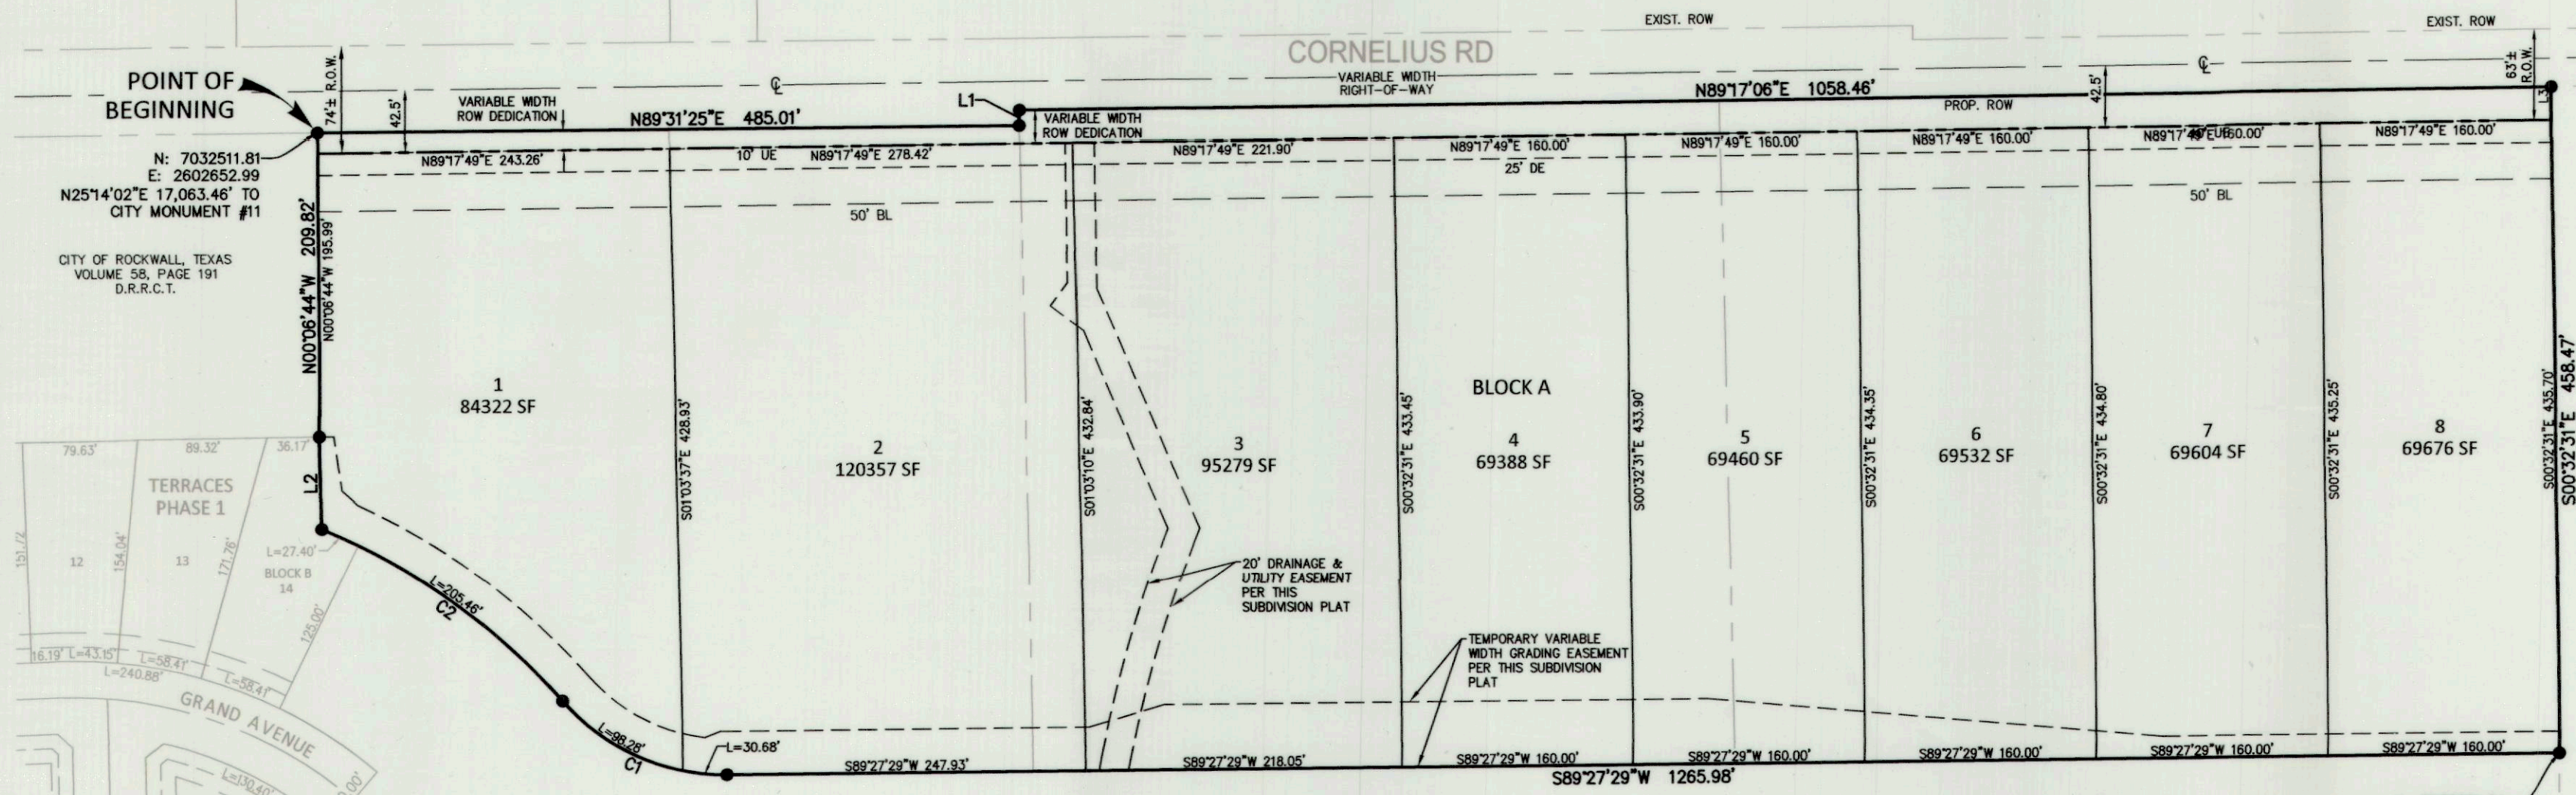 EXIST. ROW
EXIST. ROW
CORNELIUS RD
VARIABLE WIDTH
RIGHT-OF-WAY
POINT OF
BEGINNING
74'± R.O.W.
42.5'
VARIABLE WIDTH
ROW DEDICATION
N89°31'25"E 485.01'
L1
VARIABLE WIDTH
ROW DEDICATION
N89°17'06"E 1058.46'
PROP. ROW
42.5'
63'± R.O.W.
L3
N: 7032511.81
E: 2602652.99
N25°14'02"E 17,063.46' TO
CITY MONUMENT #11
CITY OF ROCKWALL, TEXAS
VOLUME 58, PAGE 191
D.R.R.C.T.
N89°17'49"E 243.26'
10' UE
N89°17'49"E 278.42'
N89°17'49"E 221.90'
N89°17'49"E 160.00'
N89°17'49"E 160.00'
N89°17'49"E 160.00'
N89°17'49"E 160.00'
N89°17'49"E 160.00'
25' DE
50' BL
50' BL
N00°06'44"W 209.82'
N00°06'44"W 195.99'
L2
1
84322 SF
S01°03'37"E 428.93'
2
120357 SF
S01°03'10"E 432.84'
3
95279 SF
S00°32'31"E 433.45'
BLOCK A
4
69388 SF
S00°32'31"E 433.90'
5
69460 SF
S00°32'31"E 434.35'
6
69532 SF
S00°32'31"E 434.80'
7
69604 SF
S00°32'31"E 435.25'
8
69676 SF
S00°32'31"E 435.70'
S00°32'31"E 458.47'
79.63'
89.32'
36.17'
TERRACES
PHASE 1
151.72
12
154.04'
13
171.76'
L=27.40'
BLOCK B
14
125.00'
16.19'
L=43.15'
L=58.41'
L=240.88'
L=58.41'
GRAND AVENUE
L=130.40'
L=205.46'
C2
L=98.28'
C1
L=30.68'
20' DRAINAGE &
UTILITY EASEMENT
PER THIS
SUBDIVISION PLAT
TEMPORARY VARIABLE
WIDTH GRADING EASEMENT
PER THIS SUBDIVISION
PLAT
S89°27'29"W 247.93'
S89°27'29"W 218.05'
S89°27'29"W 160.00'
S89°27'29"W 160.00'
S89°27'29"W 160.00'
S89°27'29"W 160.00'
S89°27'29"W 160.00'
S89°27'29"W 1265.98'